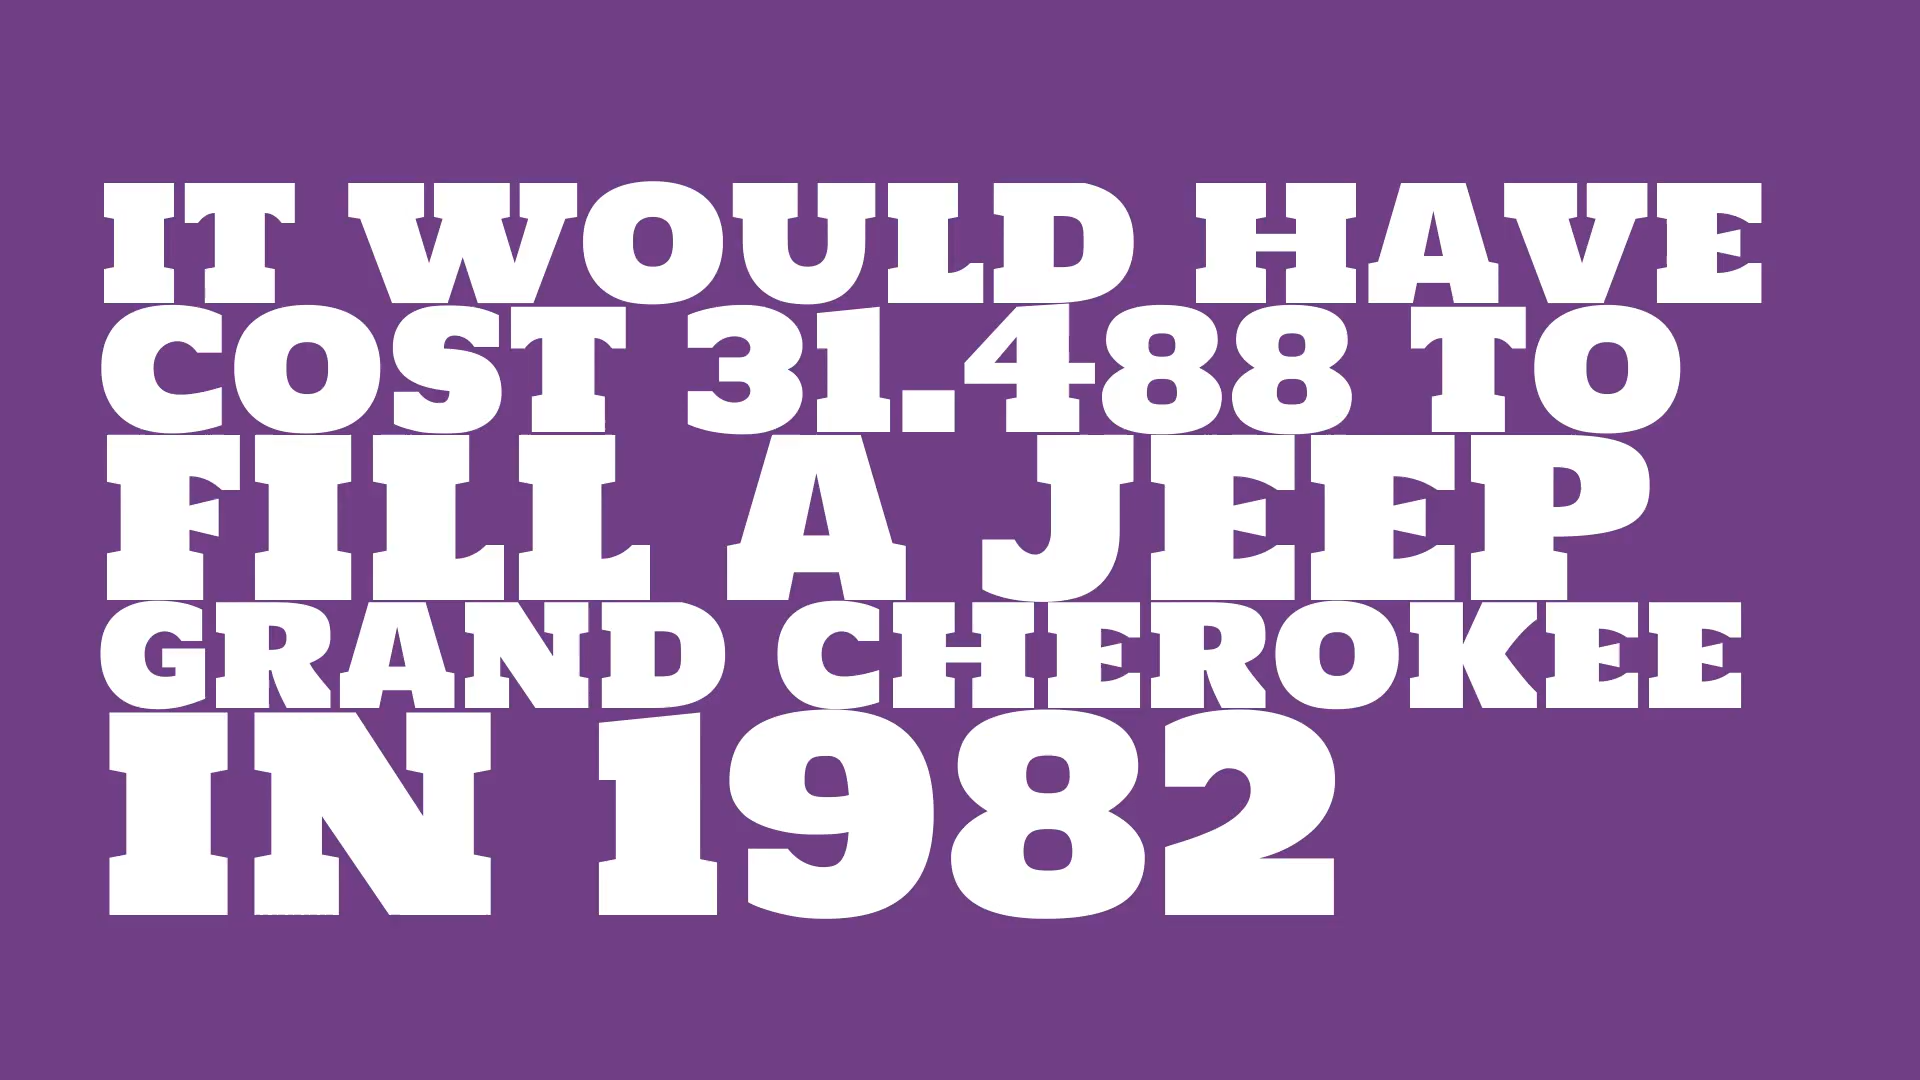 IT WOULD HAVE
COST 31.488 TO
FILL A JEEP
GRAND CHEROKEE
IN 1982